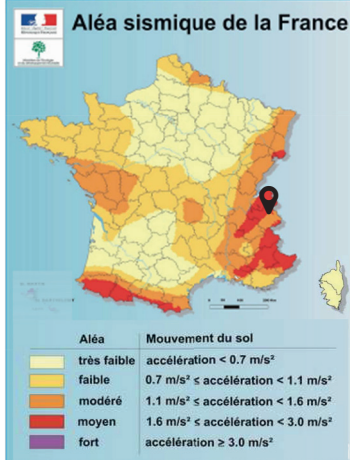 Aléa sismique de la France
Aléa Mouvement du sol
très faible accélération < 0.7 m/s²
faible 0.7 m/s² ≤ accélération < 1.1 m/s²
modéré 1.1 m/s² ≤ accélération < 1.6 m/s²
moyen 1.6 m/s² ≤ accélération < 3.0 m/s²
fort accélération ≥ 3.0 m/s²